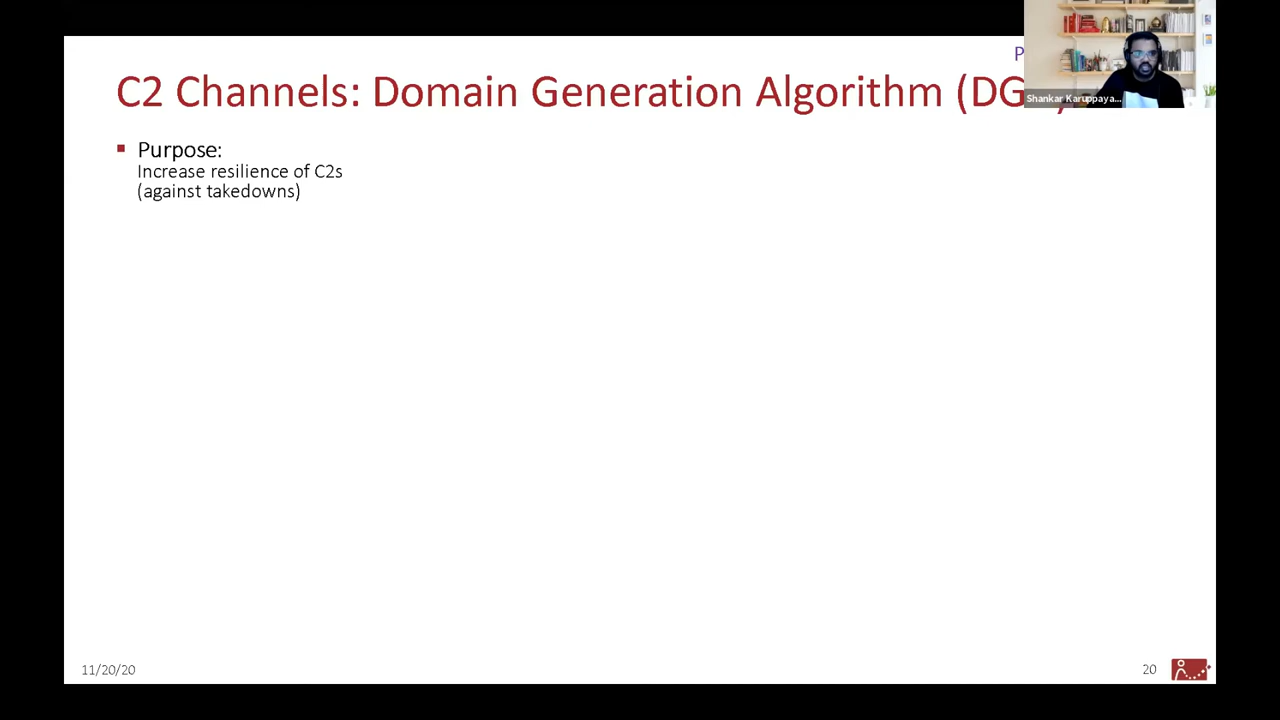 C2 Channels: Domain Generation Algorithm (DG
Shankar Karuppaya...
Purpose:
Increase resilience of C2s
(against takedowns)
11/20/20
20